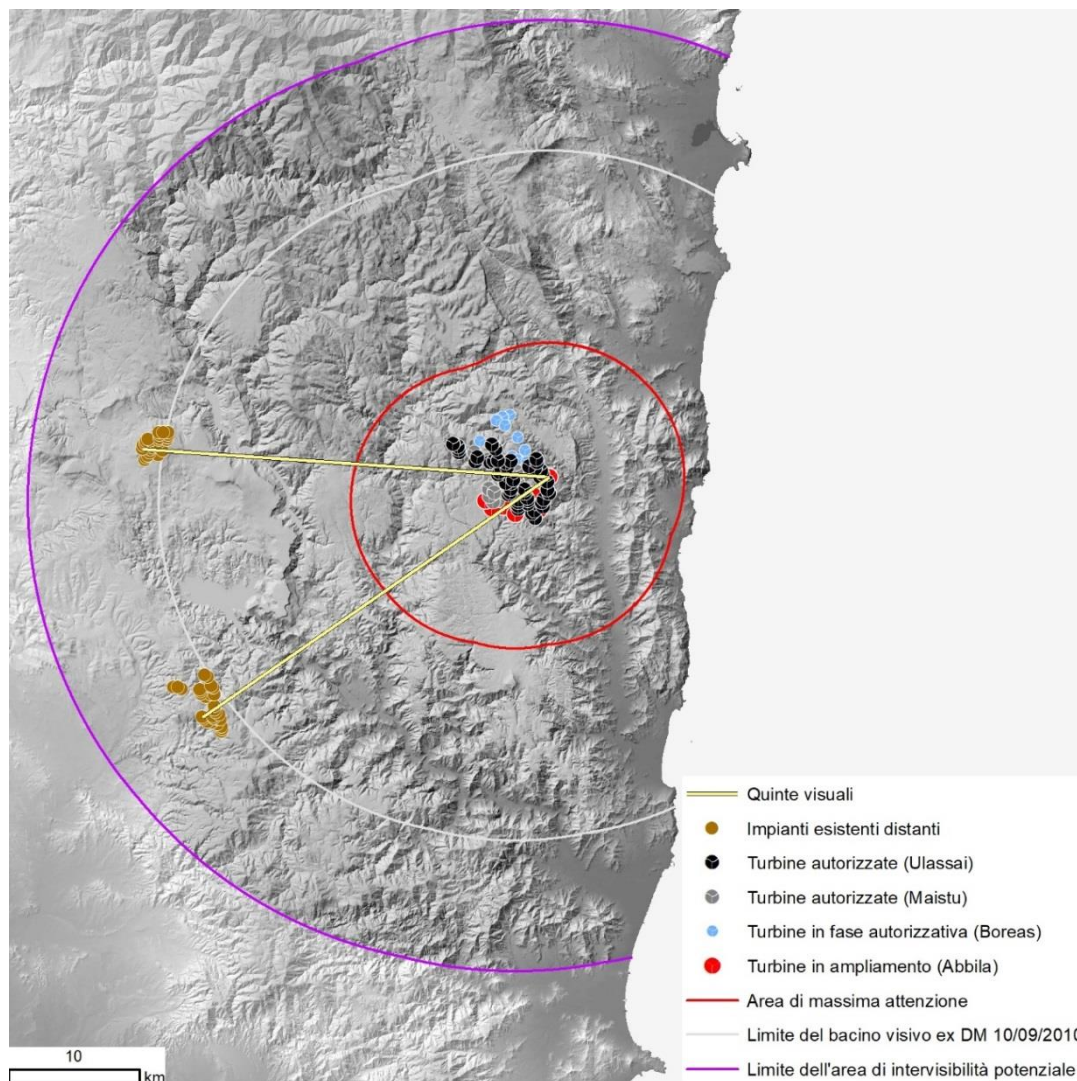 Quinte visuali
Impianti esistenti distanti
Turbine autorizzate (Ulassai)
Turbine autorizzate (Maistu)
Turbine in fase autorizzativa (Boreas)
Turbine in ampliamento (Abbila)
Area di massima attenzione
Limite del bacino visivo ex DM 10/09/2010
Limite dell'area di intervisibilità potenziale
10
km